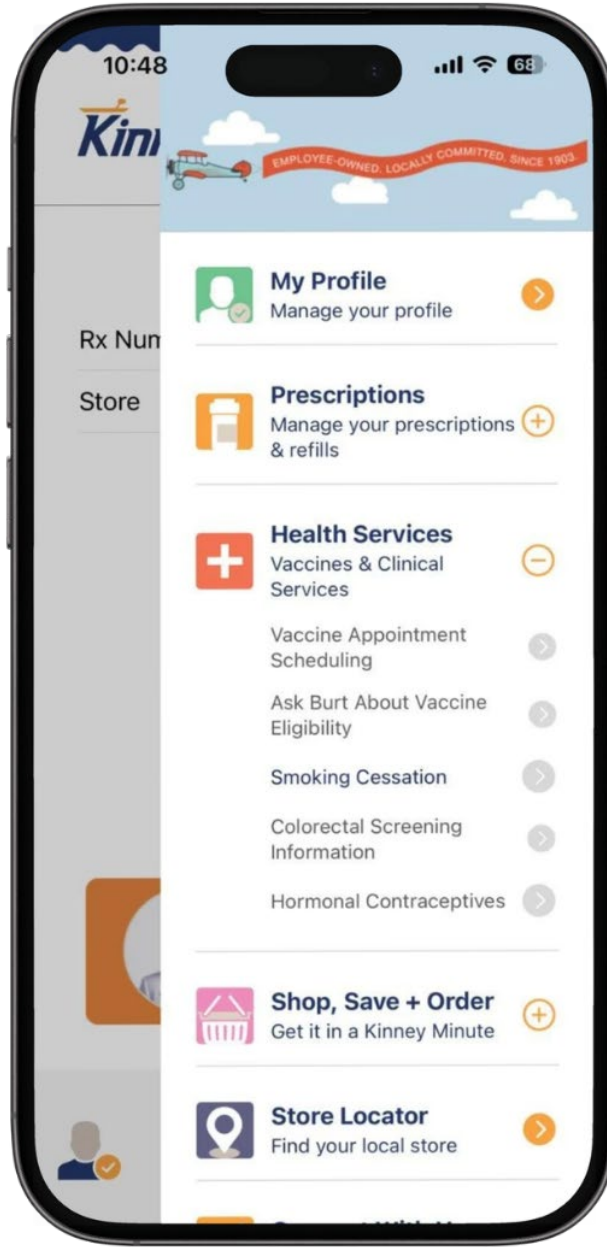 10:48
68
EMPLOYEE-OWNED. LOCALLY COMMITTED. SINCE 1903.
My Profile
Manage your profile
Rx Num
Store
Prescriptions
Manage your prescriptions
& refills
Health Services
Vaccines & Clinical
Services
Vaccine Appointment
Scheduling
Ask Burt About Vaccine
Eligibility
Smoking Cessation
Colorectal Screening
Information
Hormonal Contraceptives
Shop, Save + Order
Get it in a Kinney Minute
Store Locator
Find your local store